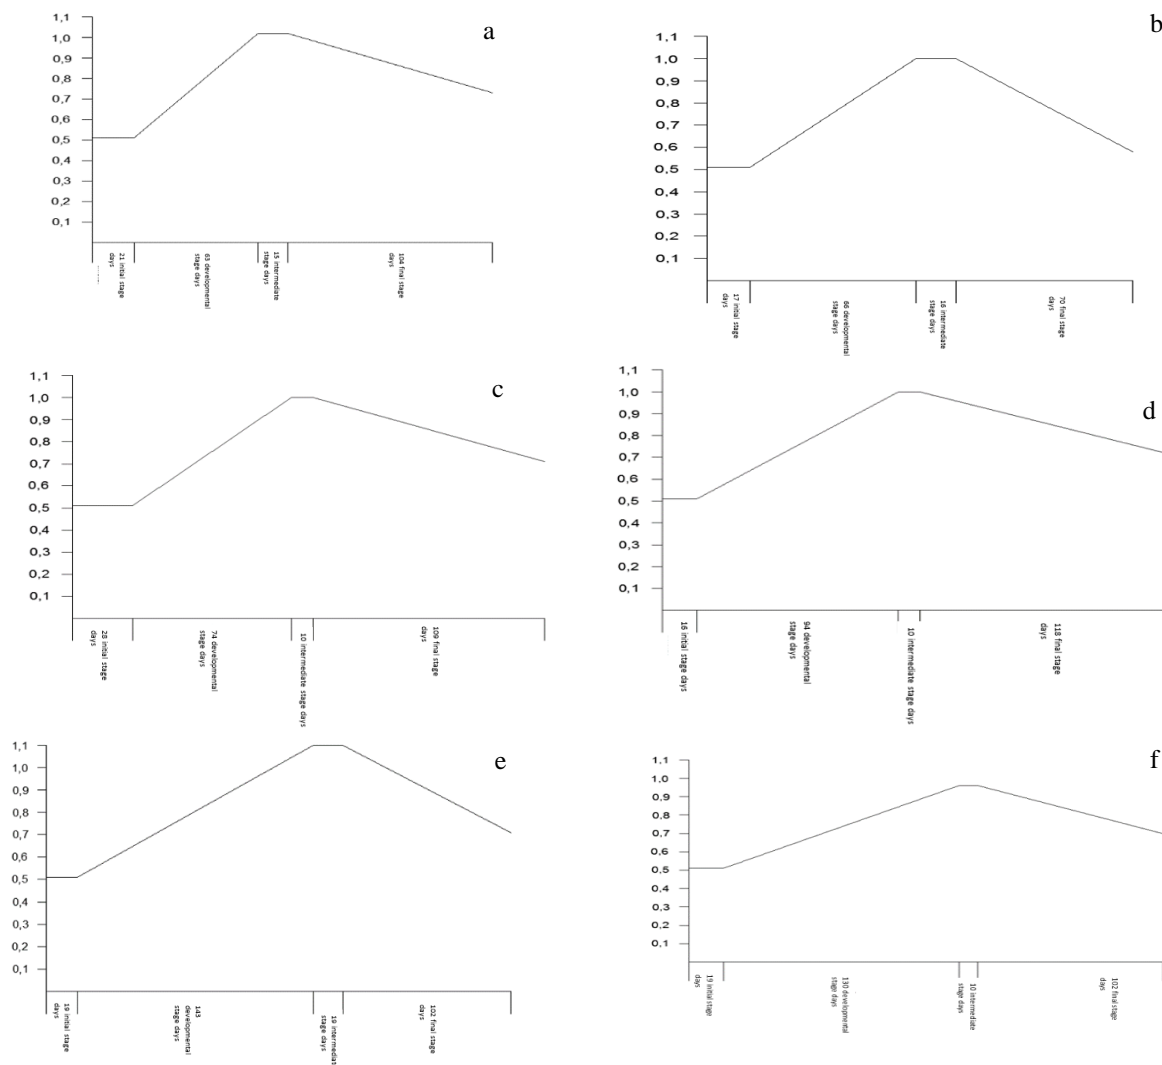 a
1,1
1,0
0,9
0,8
0,7
0,6
0,5
0,4
0,3
0,2
0,1
21 initial stage
days
63 developmental
stage days
15 intermediate
stage days
104 final stage
days
b
1,1
1,0
0,9
0,8
0,7
0,6
0,5
0,4
0,3
0,2
0,1
17 initial stage
days
66 developmental
stage days
16 intermediate
stage days
70 final stage
days
c
1,1
1,0
0,9
0,8
0,7
0,6
0,5
0,4
0,3
0,2
0,1
28 initial stage
days
74 developmental
stage days
10 intermediate stage days
109 final stage
days
d
1,1
1,0
0,9
0,8
0,7
0,6
0,5
0,4
0,3
0,2
0,1
16 initial stage days
94 developmental
stage days
10 intermediate stage days
118 final stage
days
e
1,1
1,0
0,9
0,8
0,7
0,6
0,5
0,4
0,3
0,2
0,1
19 initial stage
days
143
developmental
stage days
19 intermediat
stage days
102 final stage
days
f
1,1
1,0
0,9
0,8
0,7
0,6
0,5
0,4
0,3
0,2
0,1
19 initial stage
days
130 developmental
stage days
10 intermediate
stage days
102 final stage
days